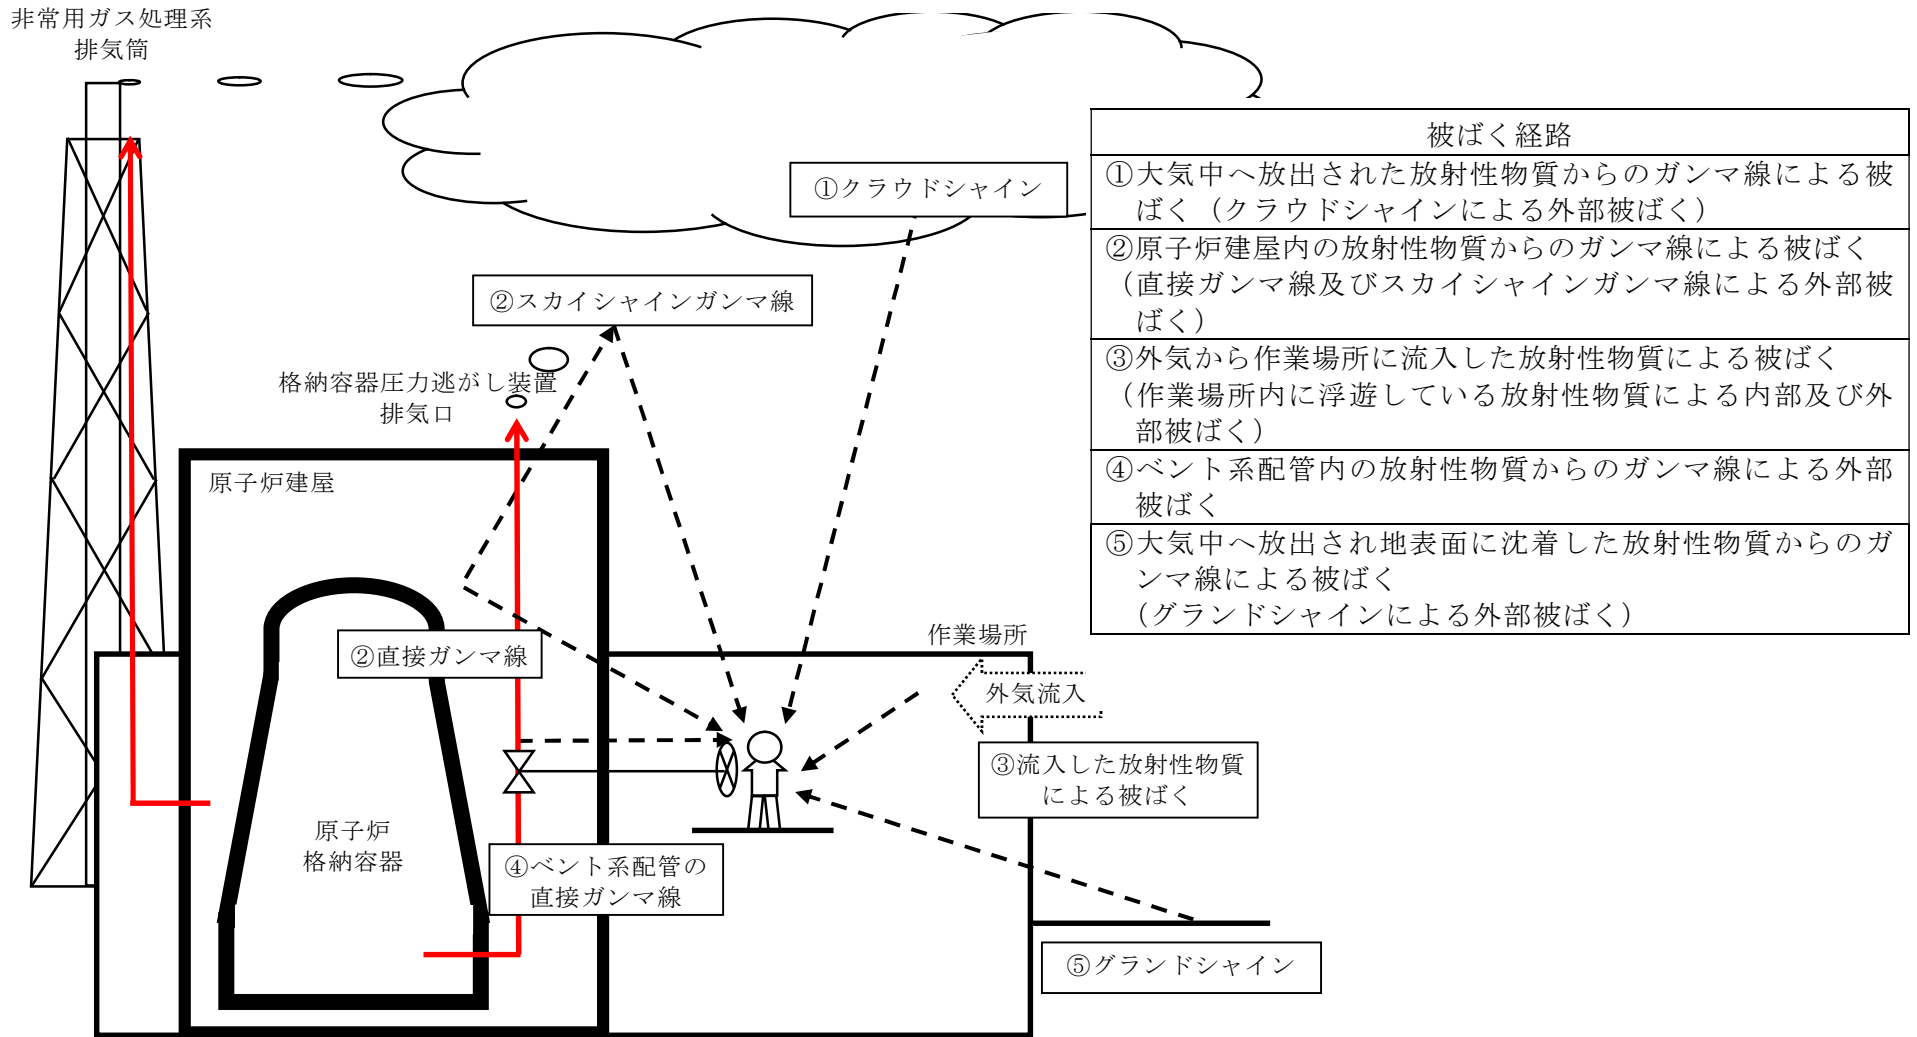 非常用ガス処理系
排気筒
①クラウドシャイン
②スカイシャインガンマ線
格納容器圧力逃がし装置
排気口
原子炉建屋
②直接ガンマ線
作業場所
外気流入
③流入した放射性物質
による被ばく
原子炉
格納容器
④ベント系配管の
直接ガンマ線
⑤グランドシャイン
被ばく経路
①大気中へ放出された放射性物質からのガンマ線による被
ばく（クラウドシャインによる外部被ばく）
②原子炉建屋内の放射性物質からのガンマ線による被ばく
（直接ガンマ線及びスカイシャインガンマ線による外部被
ばく）
③外気から作業場所に流入した放射性物質による被ばく
（作業場所内に浮遊している放射性物質による内部及び外
部被ばく）
④ベント系配管内の放射性物質からのガンマ線による外部
被ばく
⑤大気中へ放出され地表面に沈着した放射性物質からのガ
ンマ線による被ばく
（グランドシャインによる外部被ばく）